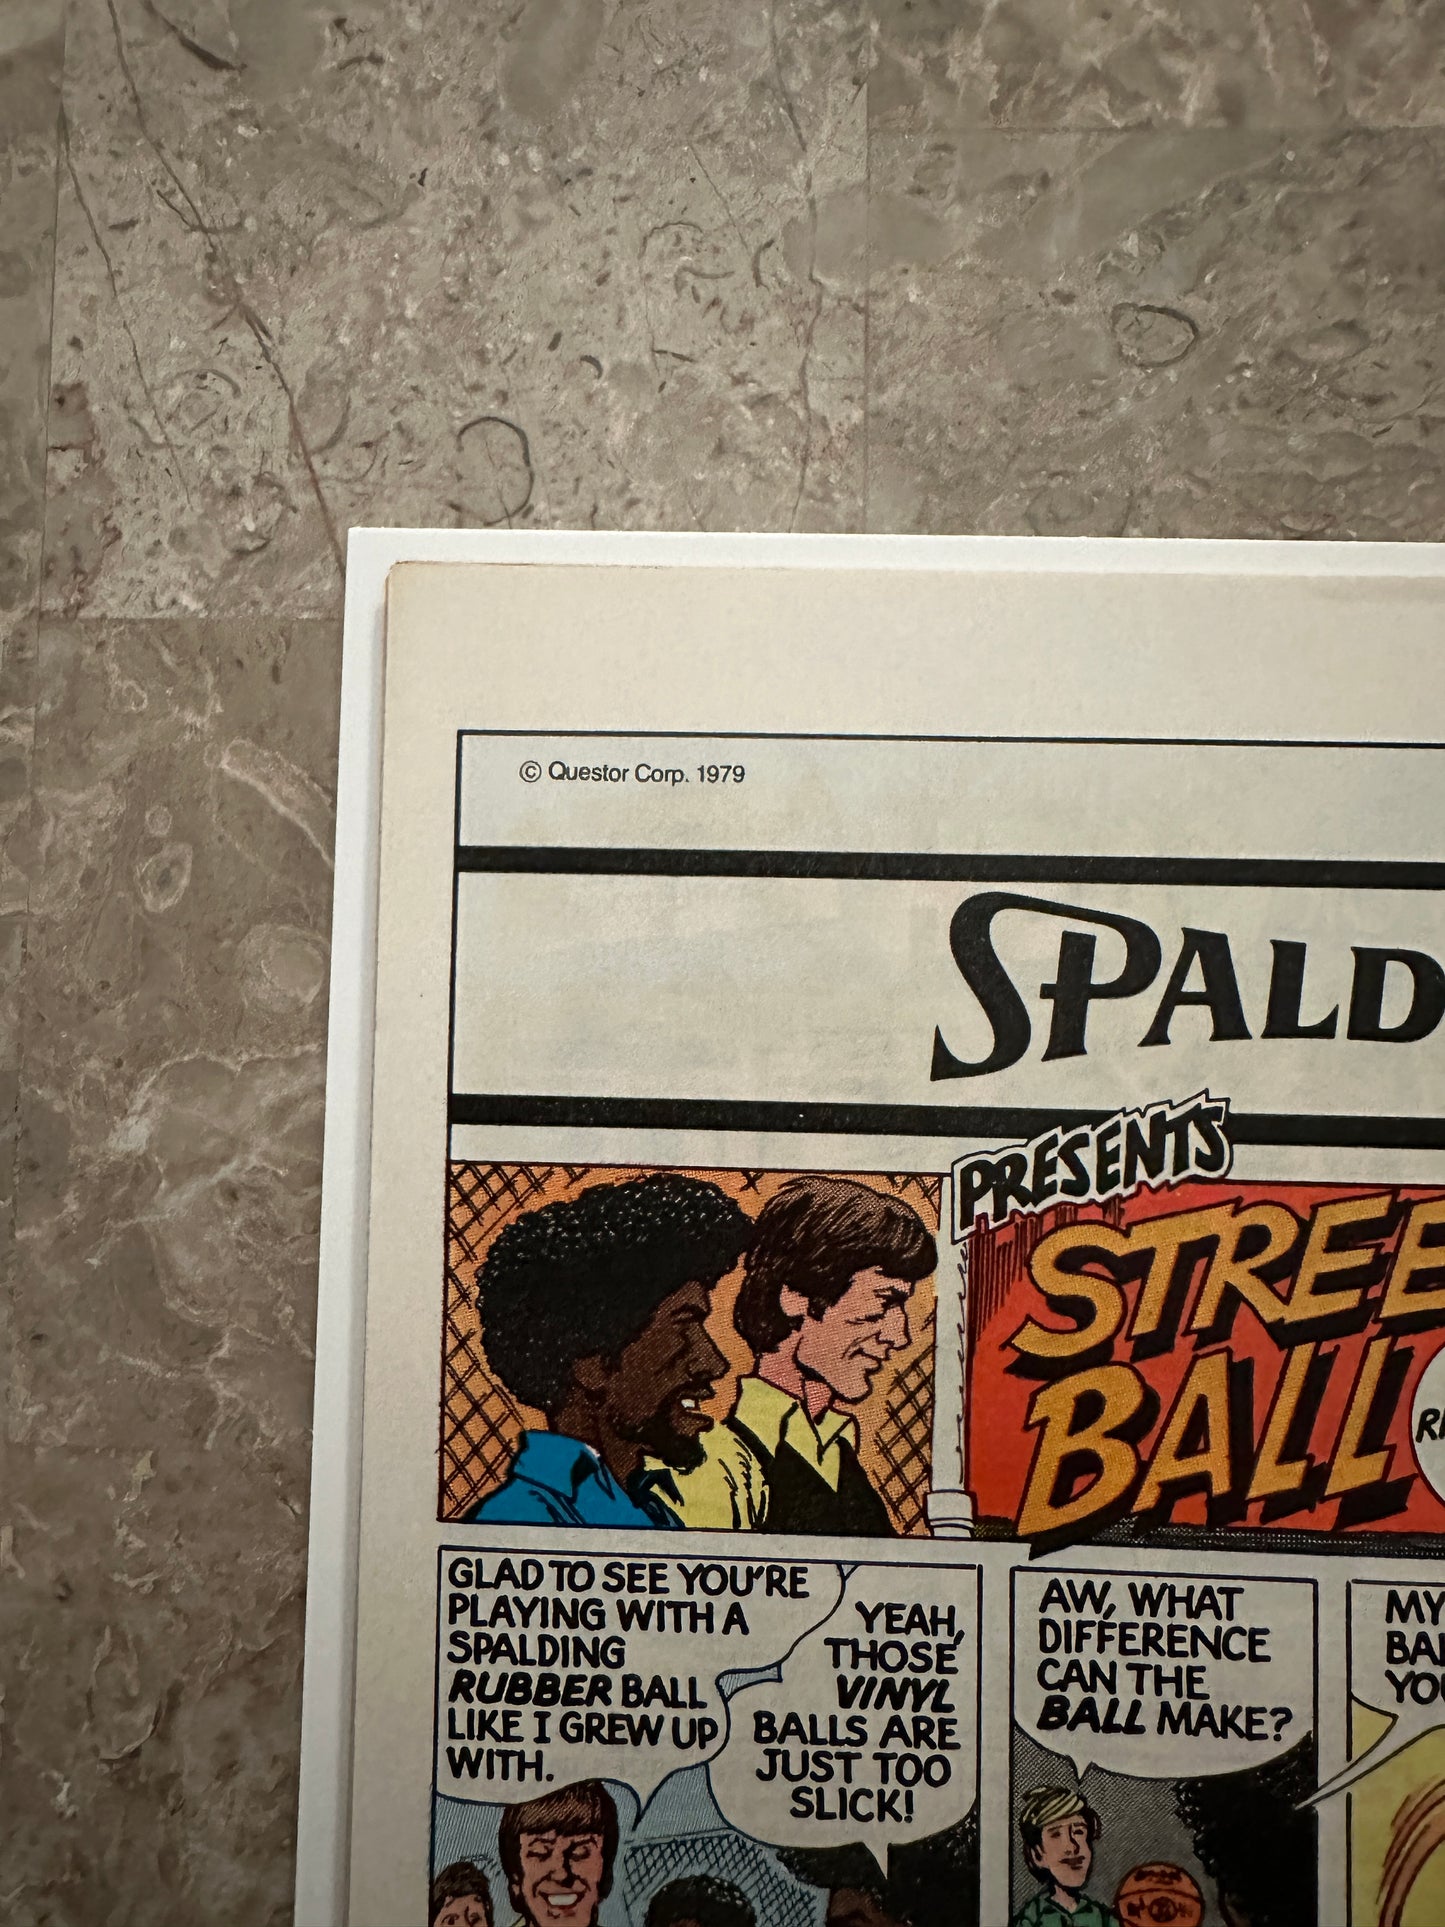 © Questor Corp. 1979
SPALD
PRESENTS
STREE
BALL
GLAD TO SEE YOU'RE
PLAYING WITH A
SPALDING
RUBBER BALL
LIKE I GREW UP
WITH.
YEAH,
THOSE
VINYL
BALLS ARE
JUST TOO
SLICK!
AW, WHAT
DIFFERENCE
CAN THE
BALL MAKE?
MY